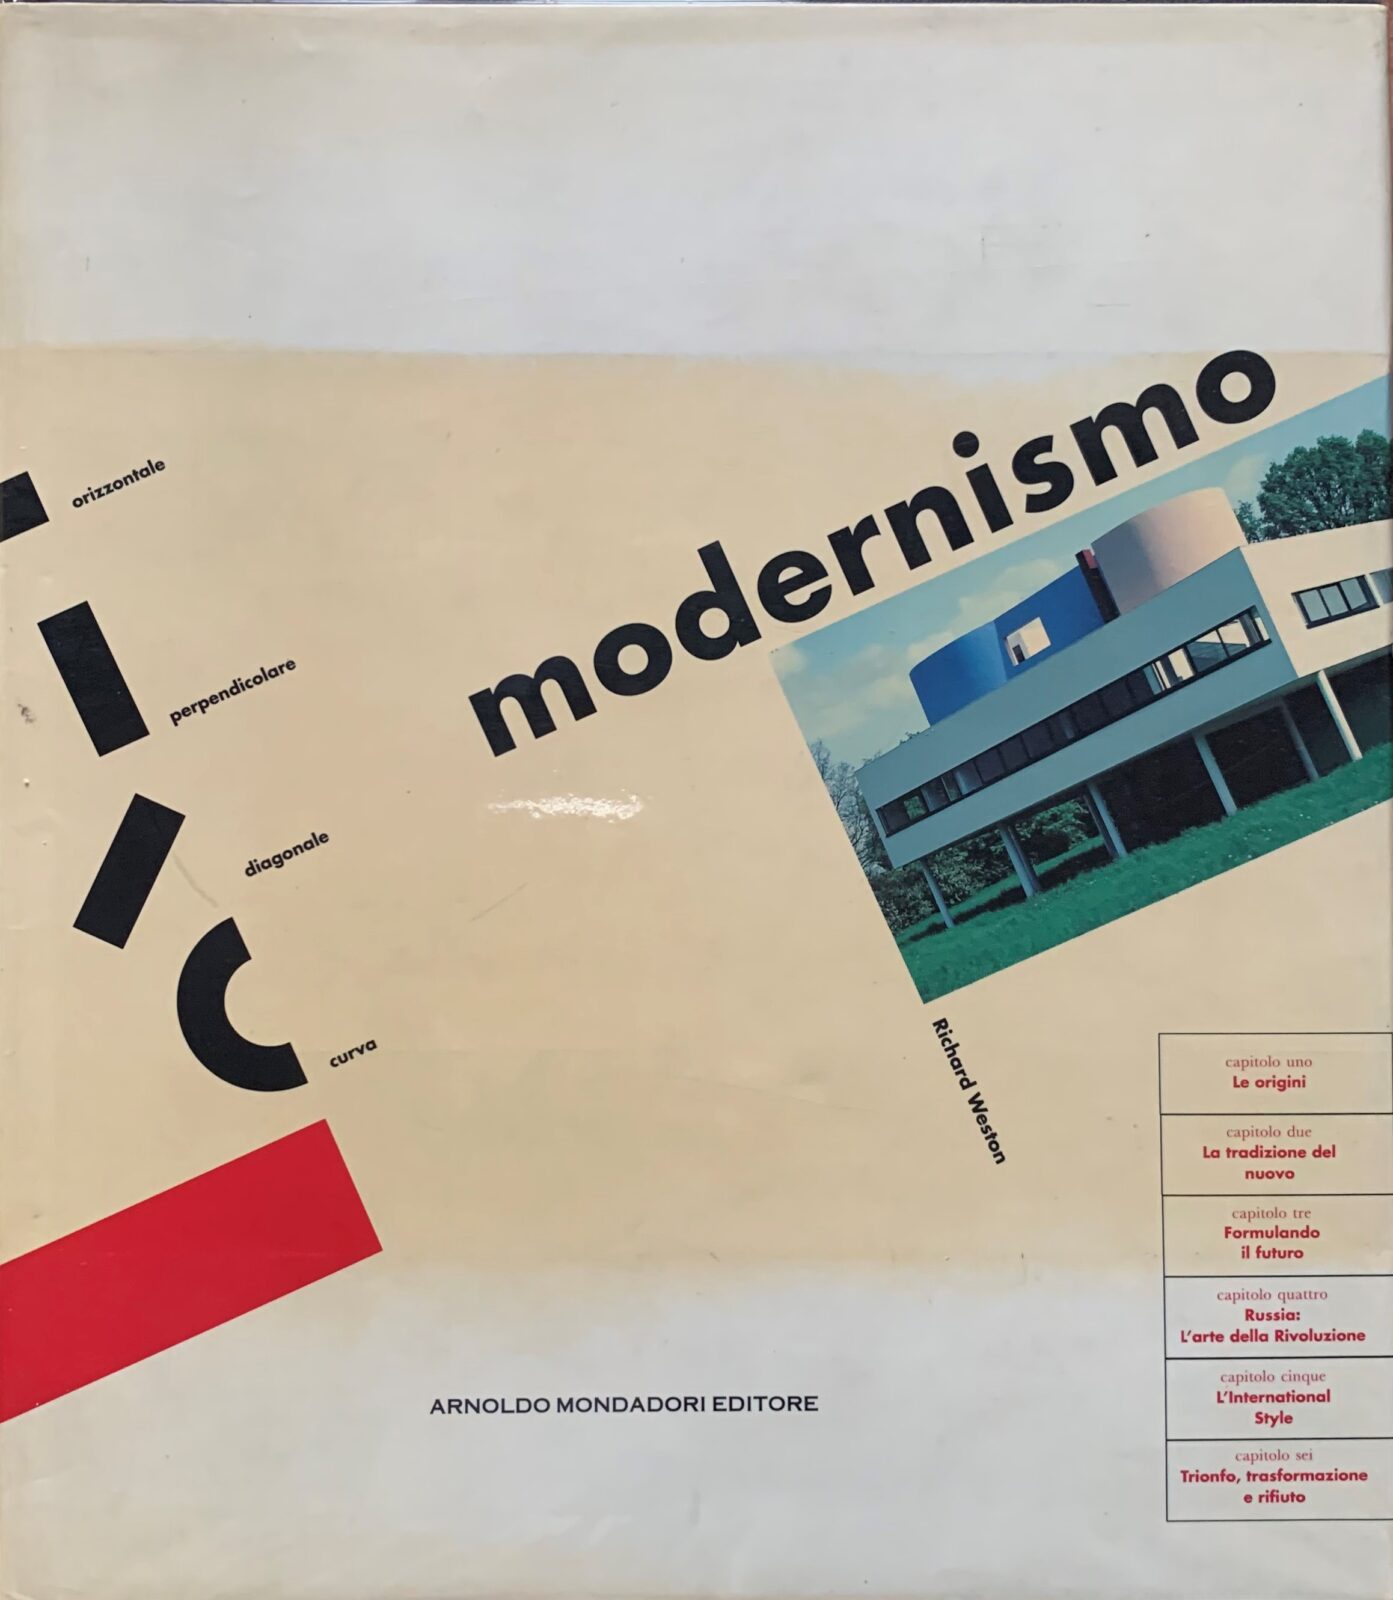 modernismo
orizzontale
perpendicolare
diagonale
curva
Richard Weston
capitolo uno
Le origini
capitolo due
La tradizione del
nuovo
capitolo tre
Formulando
il futuro
capitolo quattro
Russia:
L'arte della Rivoluzione
capitolo cinque
L'International
Style
capitolo sei
Trionfo, trasformazione
e rifiuto
ARNOLDO MONDADORI EDITORE